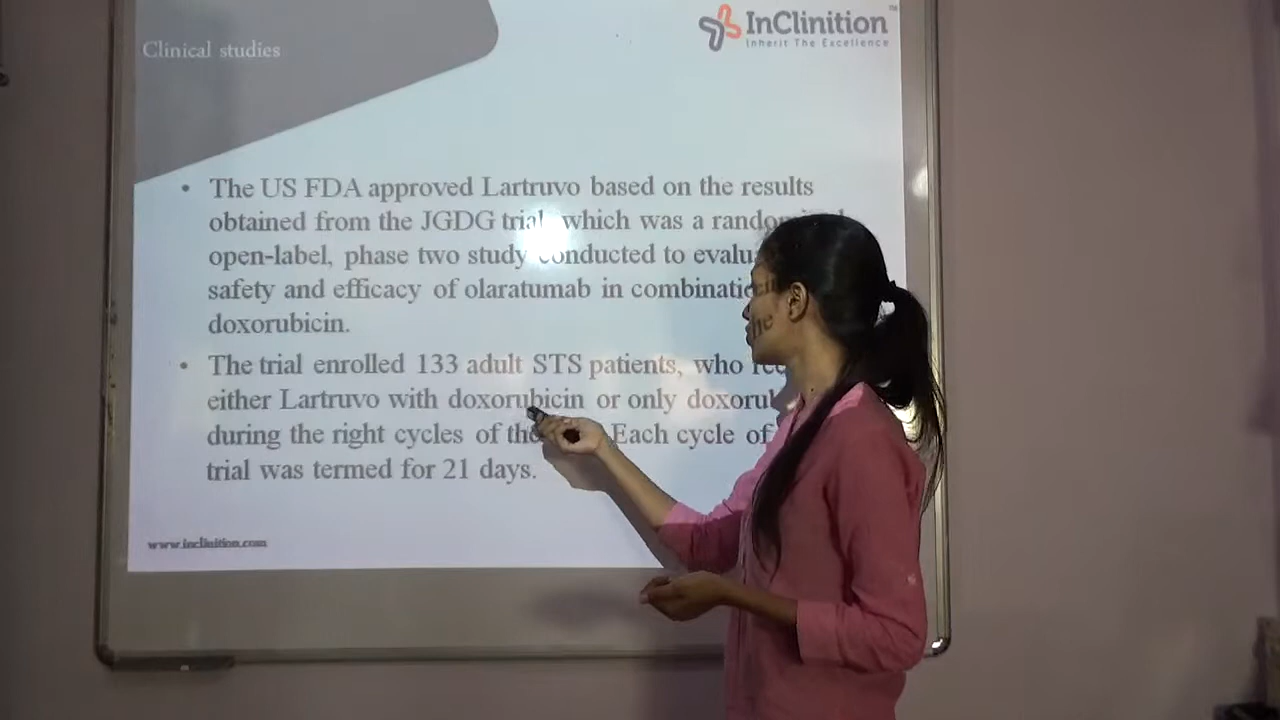 Clinical studies
InClinition
TM
Inherit The Excellence
• The US FDA approved Lartruvo based on the results
obtained from the JGDG trial, which was a
open-label, phase two study conducted to
safety and efficacy of olaratumab in
doxorubicin.
• The trial enrolled 133 adult STS patients, who
either Lartruvo with doxorubicin or only
during the right cycles of the Each cycle of
trial was termed for 21 days.
www.inclinition.com